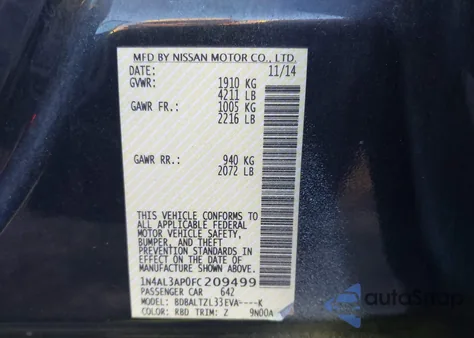 MFD BY NISSAN MOTOR CO., LTD.
DATE: 11/14
GVWR: 1910 KG
4211 LB
GAWR FR: 1005 KG
2216 LB
GAWR RR.: 940 KG
2072 LB
THIS VEHICLE CONFORMS TO
ALL APPLICABLE FEDERAL
MOTOR VEHICLE SAFETY,
BUMPER, AND THEFT
PREVENTION STANDARDS IN
EFFECT ON THE DATE OF
MANUFACTURE SHOWN ABOVE.
1N4AL3AP0FC209499
PASSENGER CAR 642
MODEL: BDBALTZL33EVA----K
COLOR: RBD TRIM: Z 9N00A
autoSnap